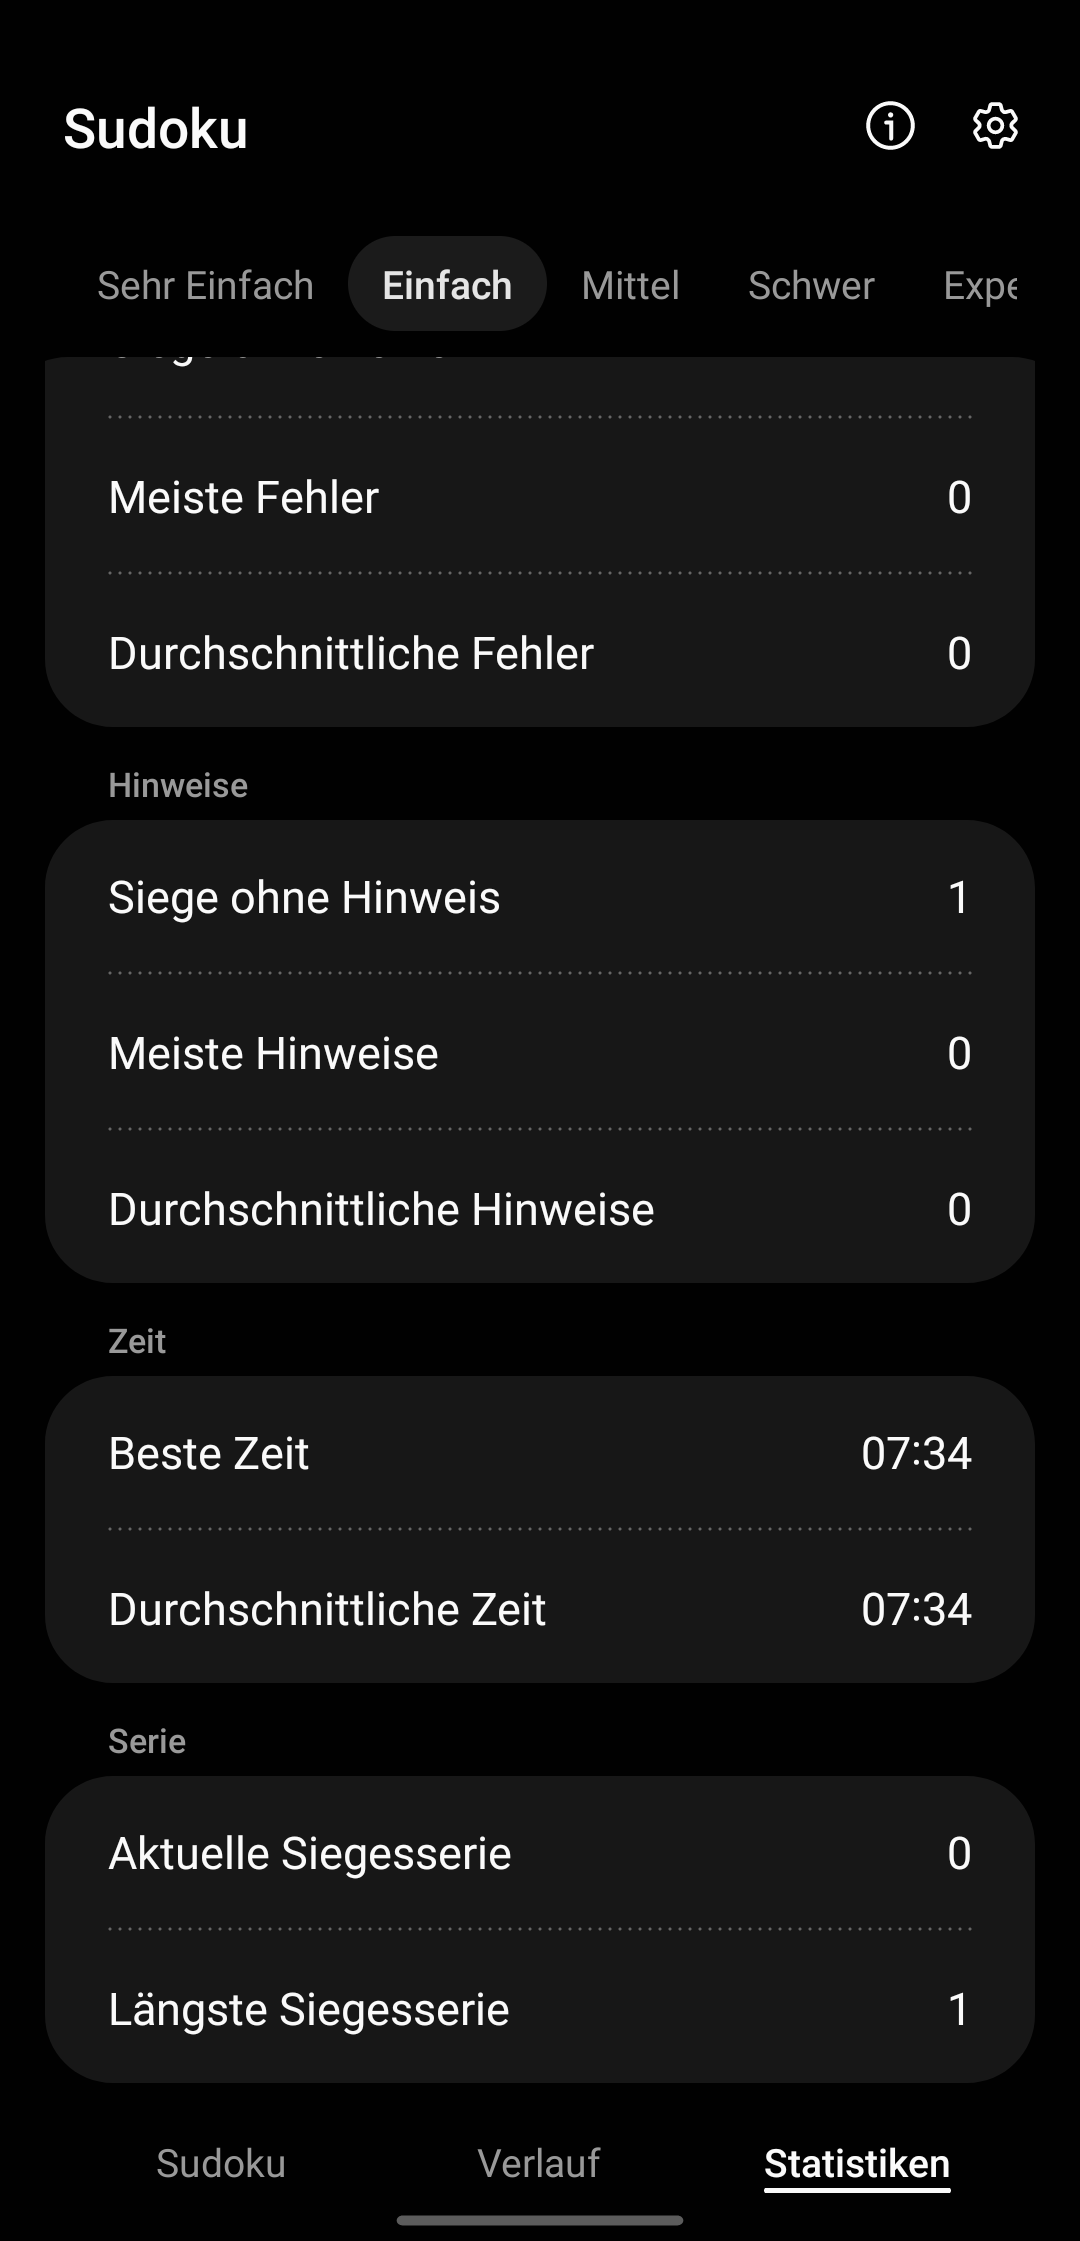 Sudoku
Sehr Einfach Einfach Mittel Schwer Expe
Meiste Fehler 0
Durchschnittliche Fehler 0
Hinweise
Siege ohne Hinweis 1
Meiste Hinweise 0
Durchschnittliche Hinweise 0
Zeit
Beste Zeit 07:34
Durchschnittliche Zeit 07:34
Serie
Aktuelle Siegesserie 0
Längste Siegesserie 1
Sudoku Verlauf Statistiken